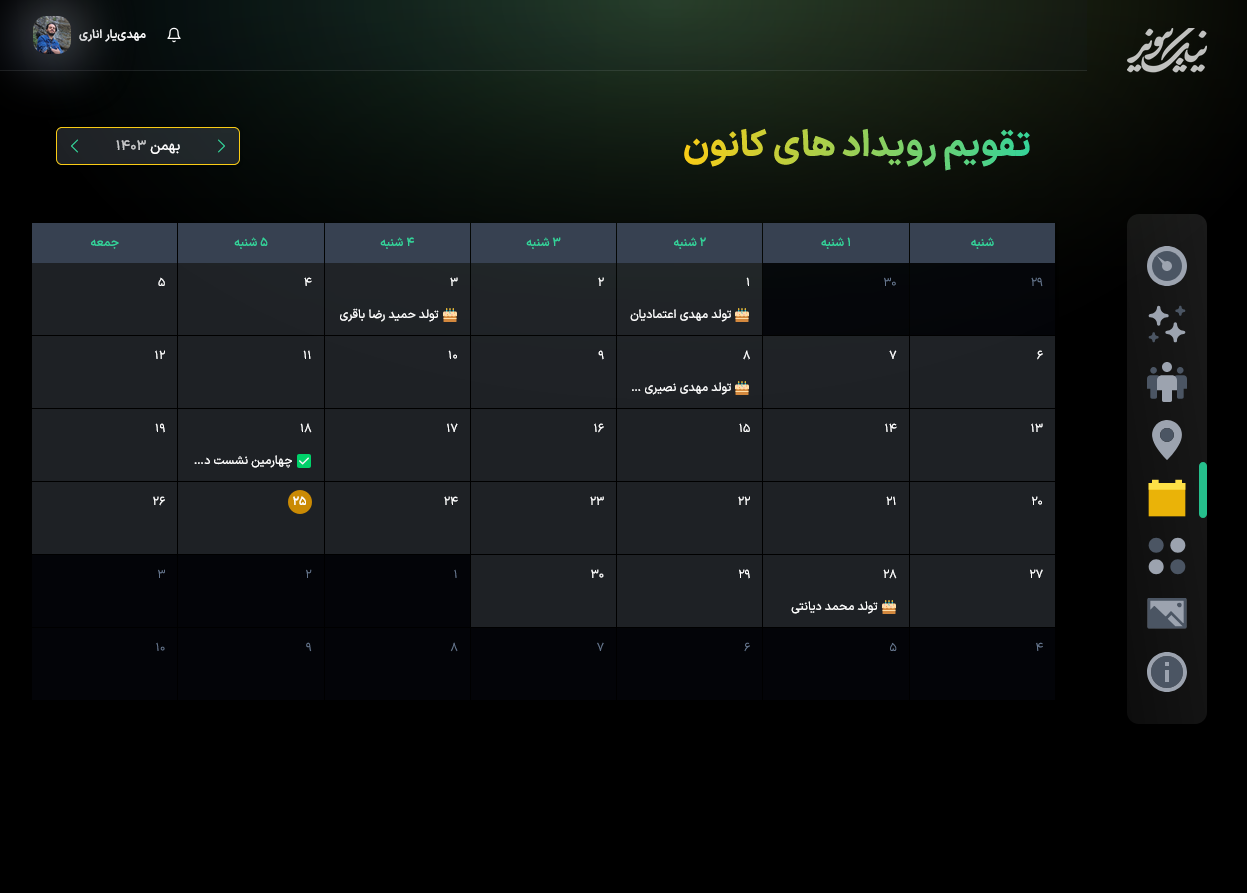 نیک سونیر
مهدی‌یار اناری
تقویم رویداد های کانون
بهمن ۱۴۰۳
شنبه ۱ شنبه ۲ شنبه ۳ شنبه ۴ شنبه ۵ شنبه جمعه
۲۹ ۳۰ ۱ ۲ ۳ ۴ ۵
🎂 تولد مهدی اعتمادیان 🎂 تولد حمید رضا باقری
۶ ۷ ۸ ۹ ۱۰ ۱۱ ۱۲
🎂 تولد مهدی نصیری ...
۱۳ ۱۴ ۱۵ ۱۶ ۱۷ ۱۸ ۱۹
✅ چهارمین نشست د...
۲۰ ۲۱ ۲۲ ۲۳ ۲۴ ۲۵ ۲۶
۲۷ ۲۸ ۲۹ ۳۰ ۱ ۲ ۳
🎂 تولد محمد دیانتی
۴ ۵ ۶ ۷ ۸ ۹ ۱۰